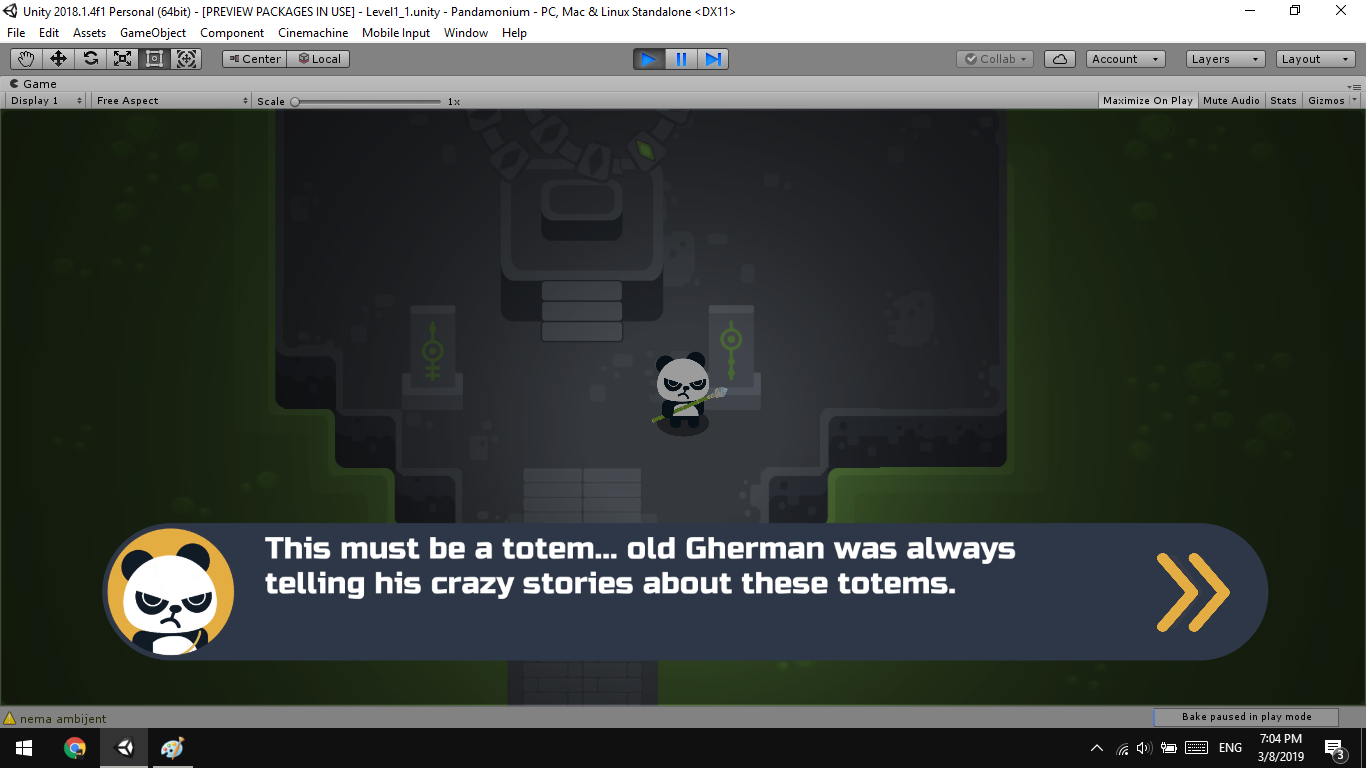 Unity 2018.1.4f1 Personal (64bit) - [PREVIEW PACKAGES IN USE] - Level1_1.unity - Pandamonium - PC, Mac & Linux Standalone <DX11>
File Edit Assets GameObject Component Cinemachine Mobile Input Window Help
Center Local Collab Account Layers Layout
Game
Display 1 Free Aspect Scale 1x Maximize On Play Mute Audio Stats Gizmos
This must be a totem... old Gherman was always
telling his crazy stories about these totems.
nema ambijent Bake paused in play mode
7:04 PM
ENG
3/8/2019
3